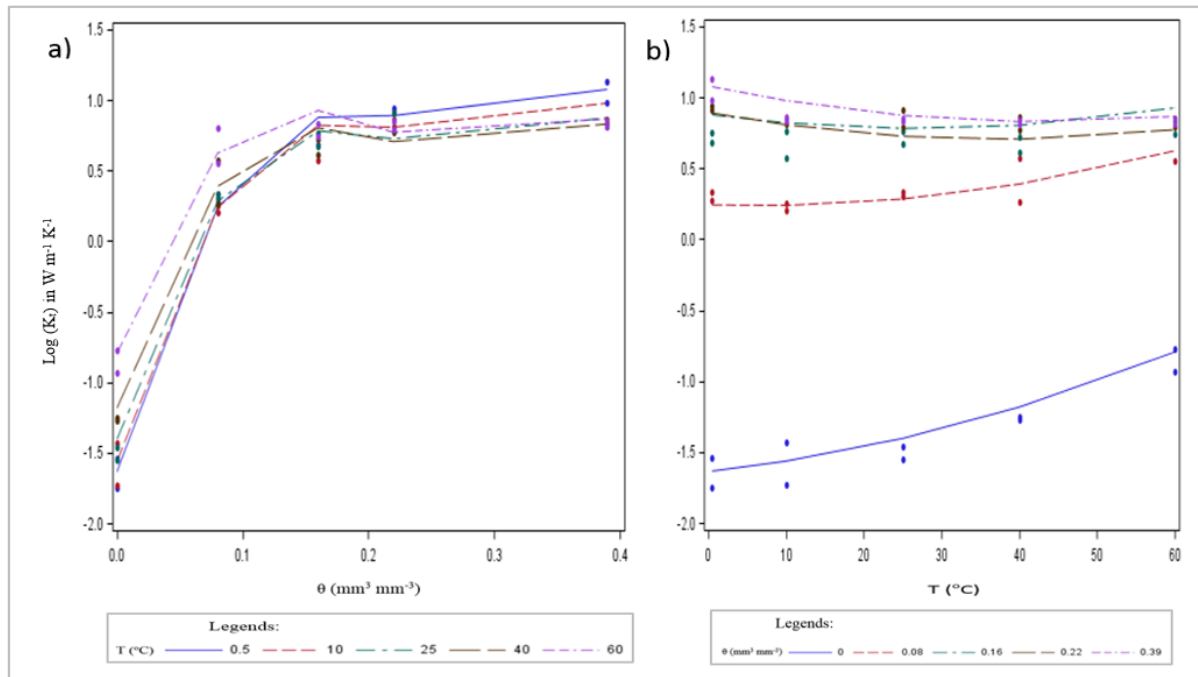 a)
Log (Kₜ) in W m⁻¹ K⁻¹
1.5
1.0
0.5
0.0
-0.5
-1.0
-1.5
-2.0
0.0 0.1 0.2 0.3 0.4
θ (mm³ mm⁻³)
Legends:
T (ºC) 0.5 10 25 40 60
b)
1.5
1.0
0.5
0.0
-0.5
-1.0
-1.5
-2.0
0 10 20 30 40 50 60
T (ºC)
Legends:
θ (mm³ mm⁻³) 0 0.08 0.16 0.22 0.39